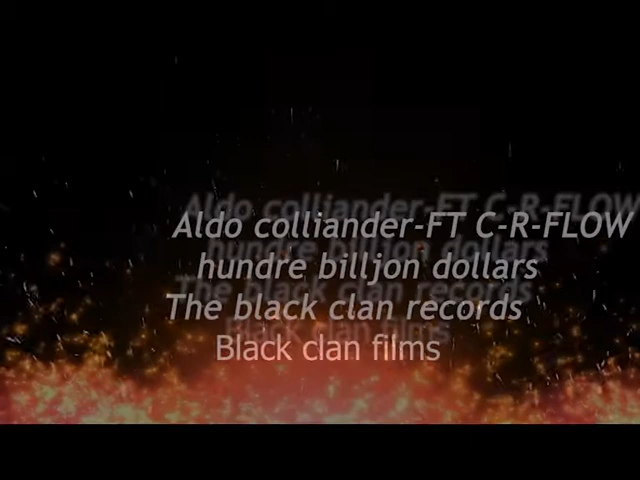 Aldo colliander-FT C-R-FLOW
hundre billjon dollars
The black clan records
Black clan films